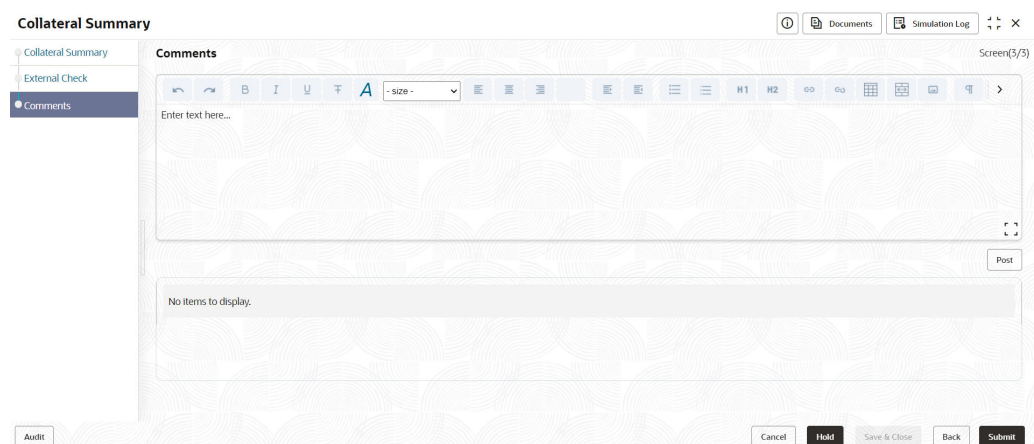 Collateral Summary
Documents
Simulation Log
Collateral Summary
External Check
Comments
Comments
Screen(3/3)
B I U T A - size - H1 H2
Enter text here...
Post
No items to display.
Audit
Cancel
Hold
Save & Close
Back
Submit